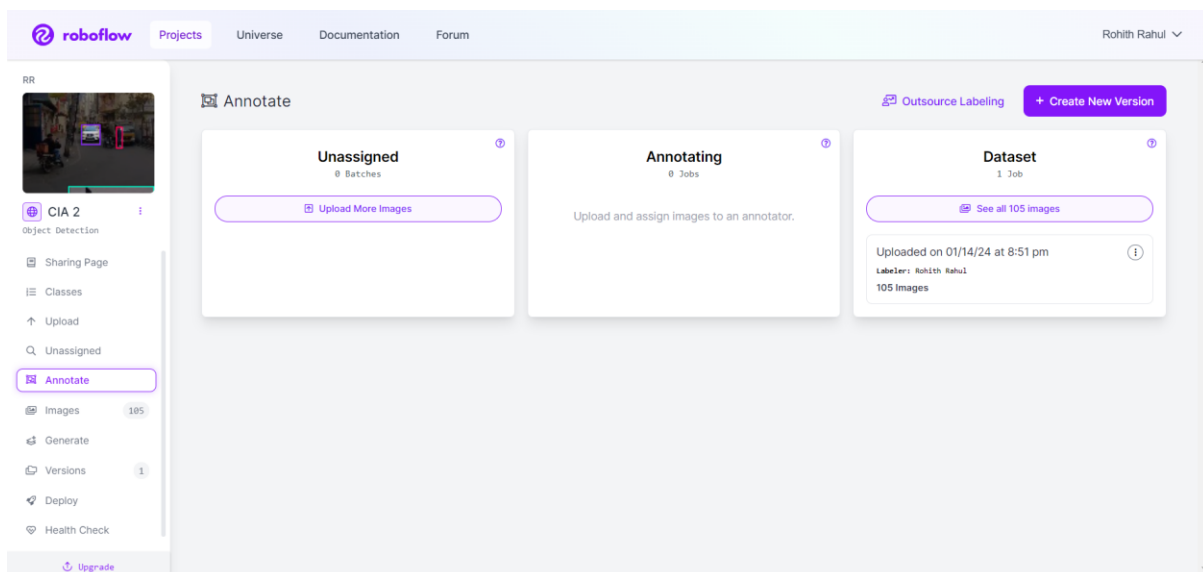 roboflow Projects Universe Documentation Forum Rohith Rahul
RR
CIA 2
Object Detection
Sharing Page
Classes
Upload
Unassigned
Annotate
Images 105
Generate
Versions 1
Deploy
Health Check
Upgrade
Annotate
Outsource Labeling
+ Create New Version
Unassigned
0 Batches
Upload More Images
Annotating
0 Jobs
Upload and assign images to an annotator.
Dataset
1 Job
See all 105 images
Uploaded on 01/14/24 at 8:51 pm
Labeler: Rohith Rahul
105 Images